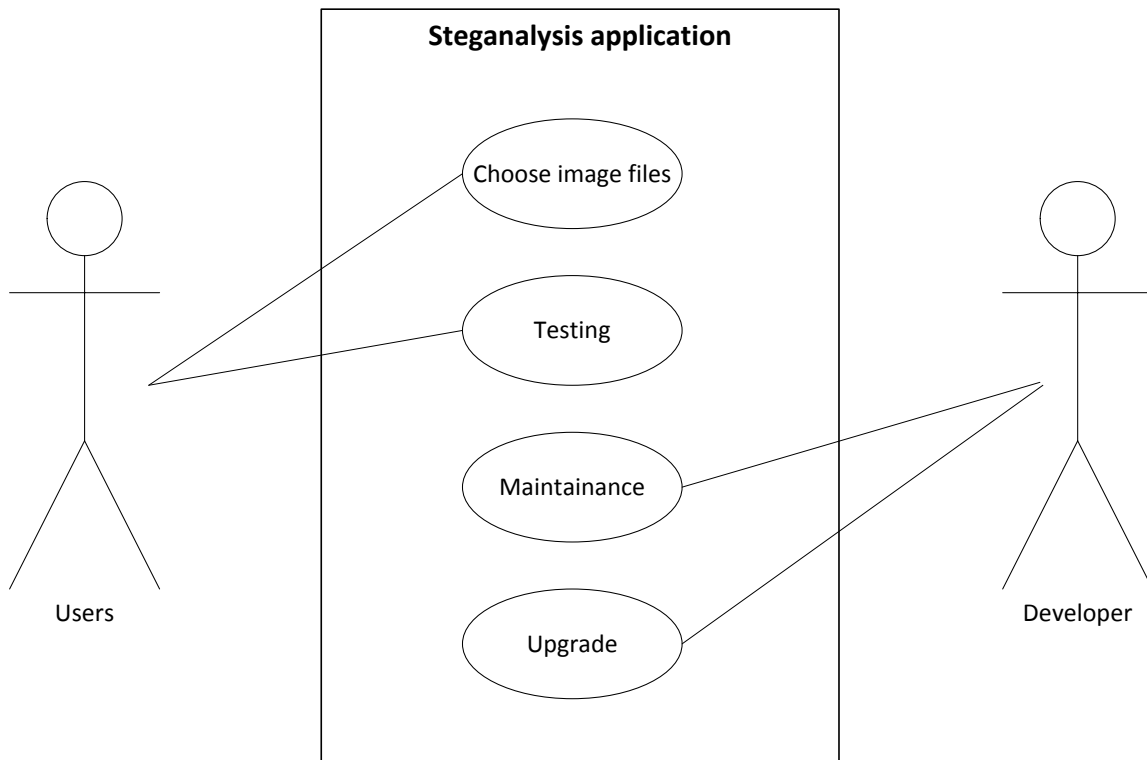 Steganalysis application
Choose image files
Testing
Maintainance
Upgrade
Users
Developer